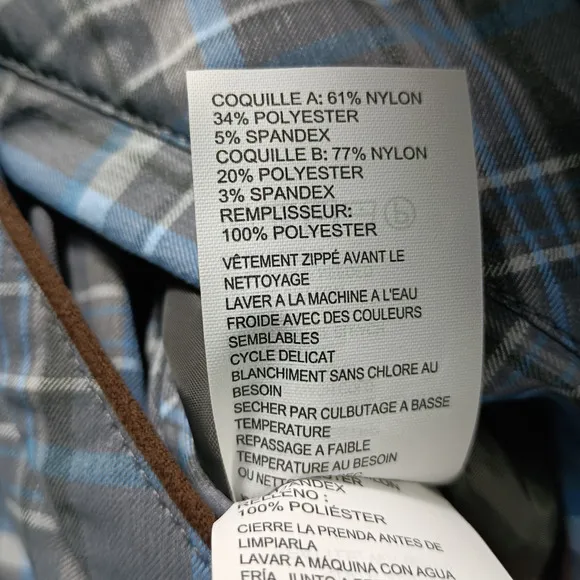 COQUILLE A: 61% NYLON
34% POLYESTER
5% SPANDEX
COQUILLE B: 77% NYLON
20% POLYESTER
3% SPANDEX
REMPLISSEUR:
100% POLYESTER
VÊTEMENT ZIPPÉ AVANT LE
NETTOYAGE
LAVER A LA MACHINE A L'EAU
FROIDE AVEC DES COULEURS
SEMBLABLES
CYCLE DELICAT
BLANCHIMENT SANS CHLORE AU
BESOIN
SECHER PAR CULBUTAGE A BASSE
TEMPERATURE
REPASSAGE A FAIBLE
TEMPERATURE AU BESOIN
OU NETTOYEZ
RELLENO :
100% POLIÉSTER
CIERRE LA PRENDA ANTES DE
LIMPIARLA
LAVAR A MÁQUINA CON AGUA